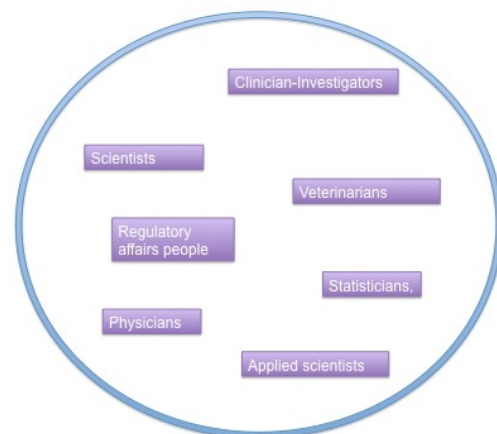 Clinician-Investigators
Scientists
Veterinarians
Regulatory
affairs people
Statisticians,
Physicians
Applied scientists